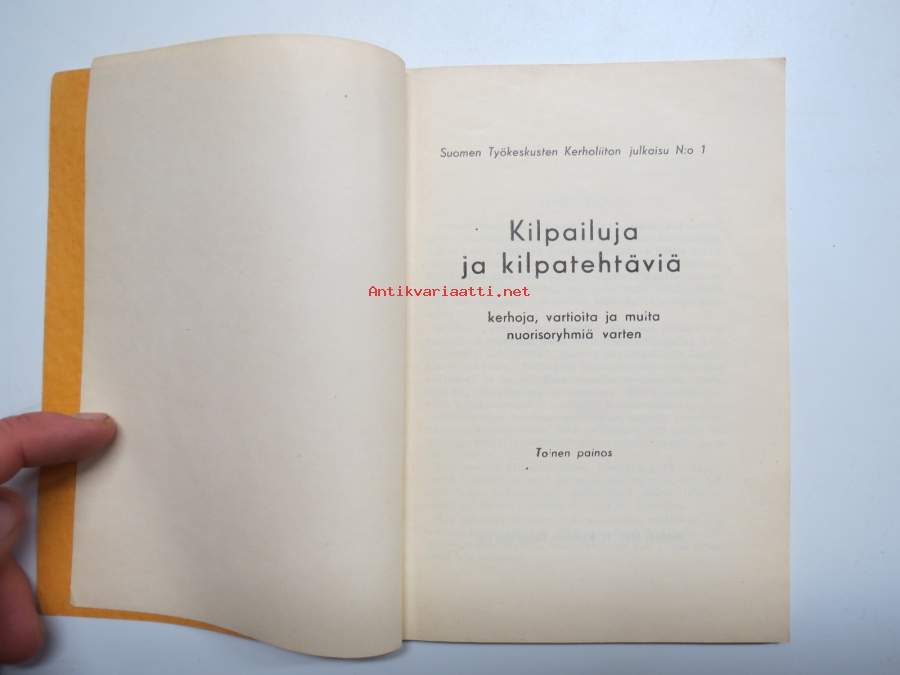 Suomen Työkeskusten Kerholiiton julkaisu N:o 1
Kilpailuja
ja kilpatehtäviä
Antikvariaatti.net
kerhoja, vartioita ja muita
nuorisoryhmiä varten
Toinen painos